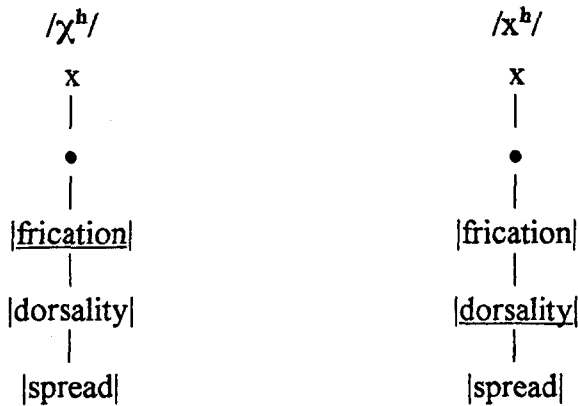 /χʰ/ /xʰ/
x x
|frication| |frication|
|dorsality| |dorsality|
|spread| |spread|